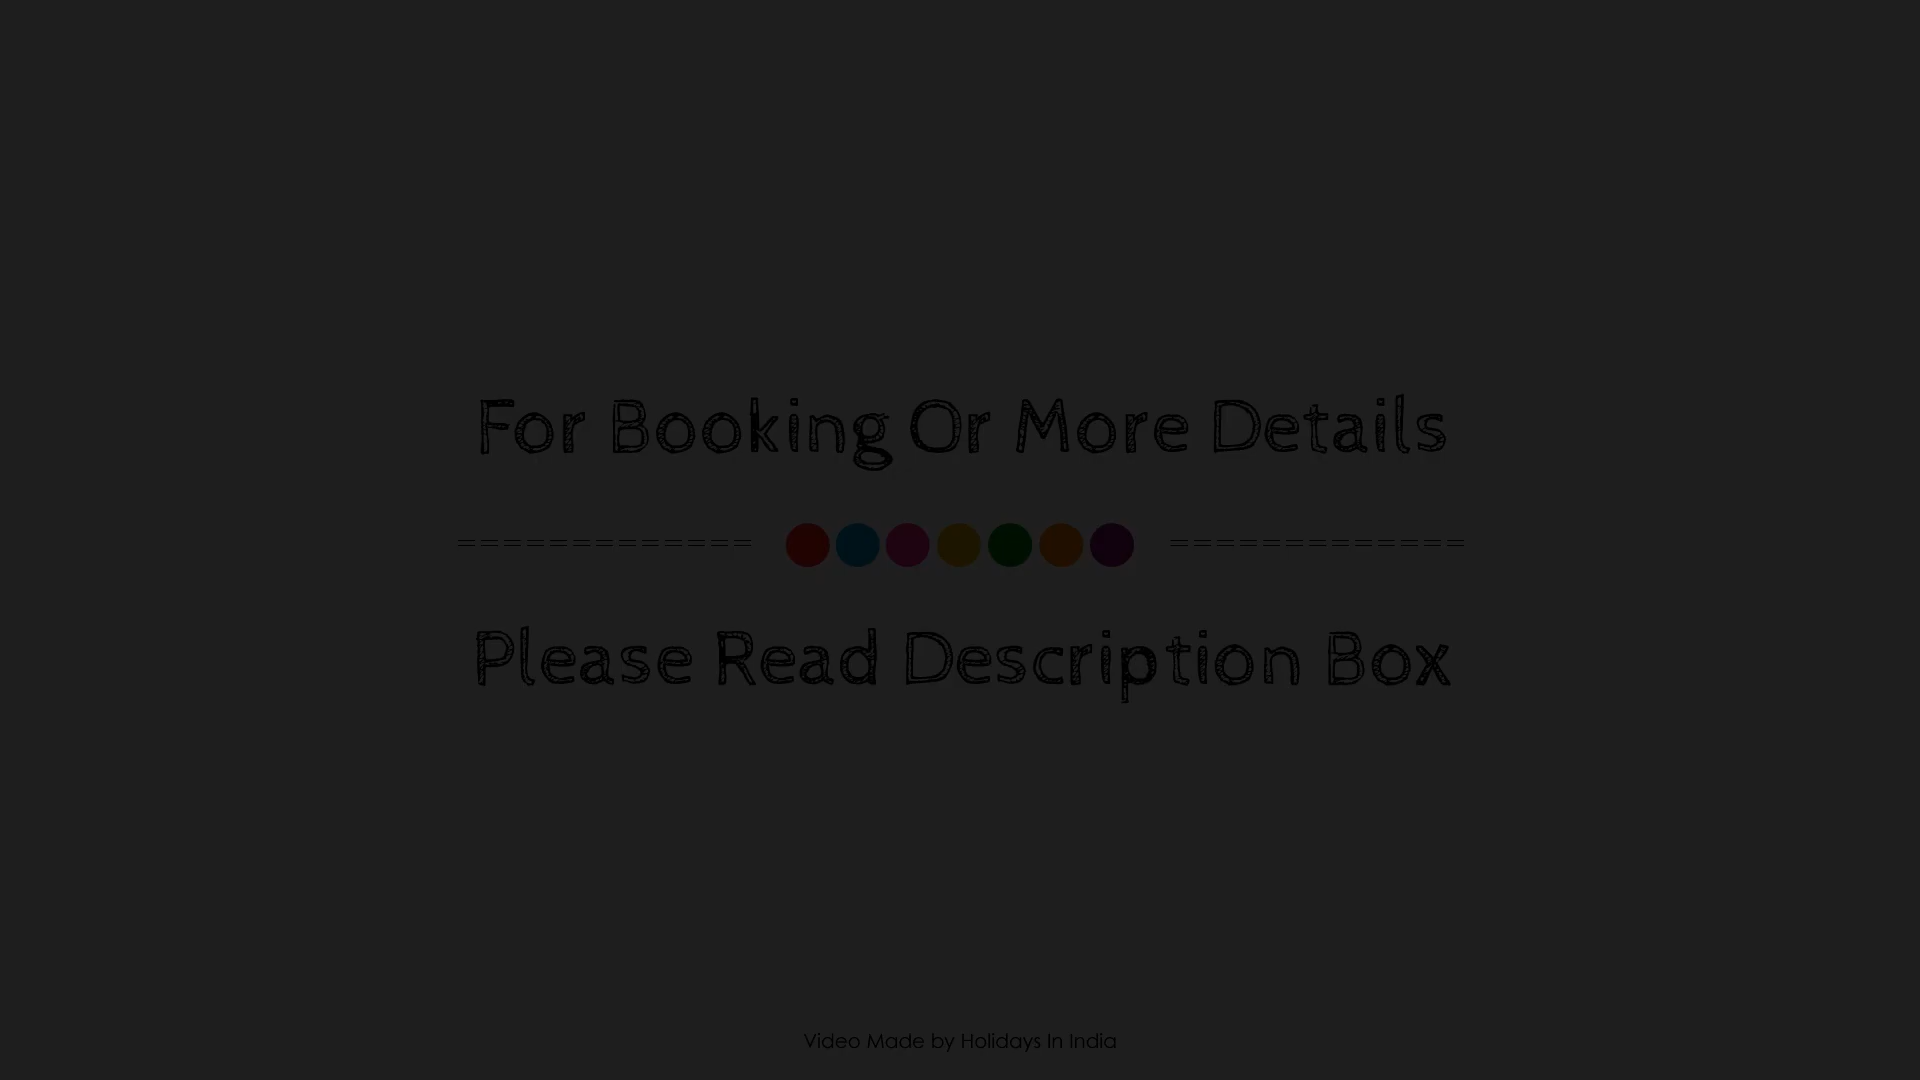 For Booking Or More Details
============= =============
Please Read Description Box
Video Made by Holidays In India